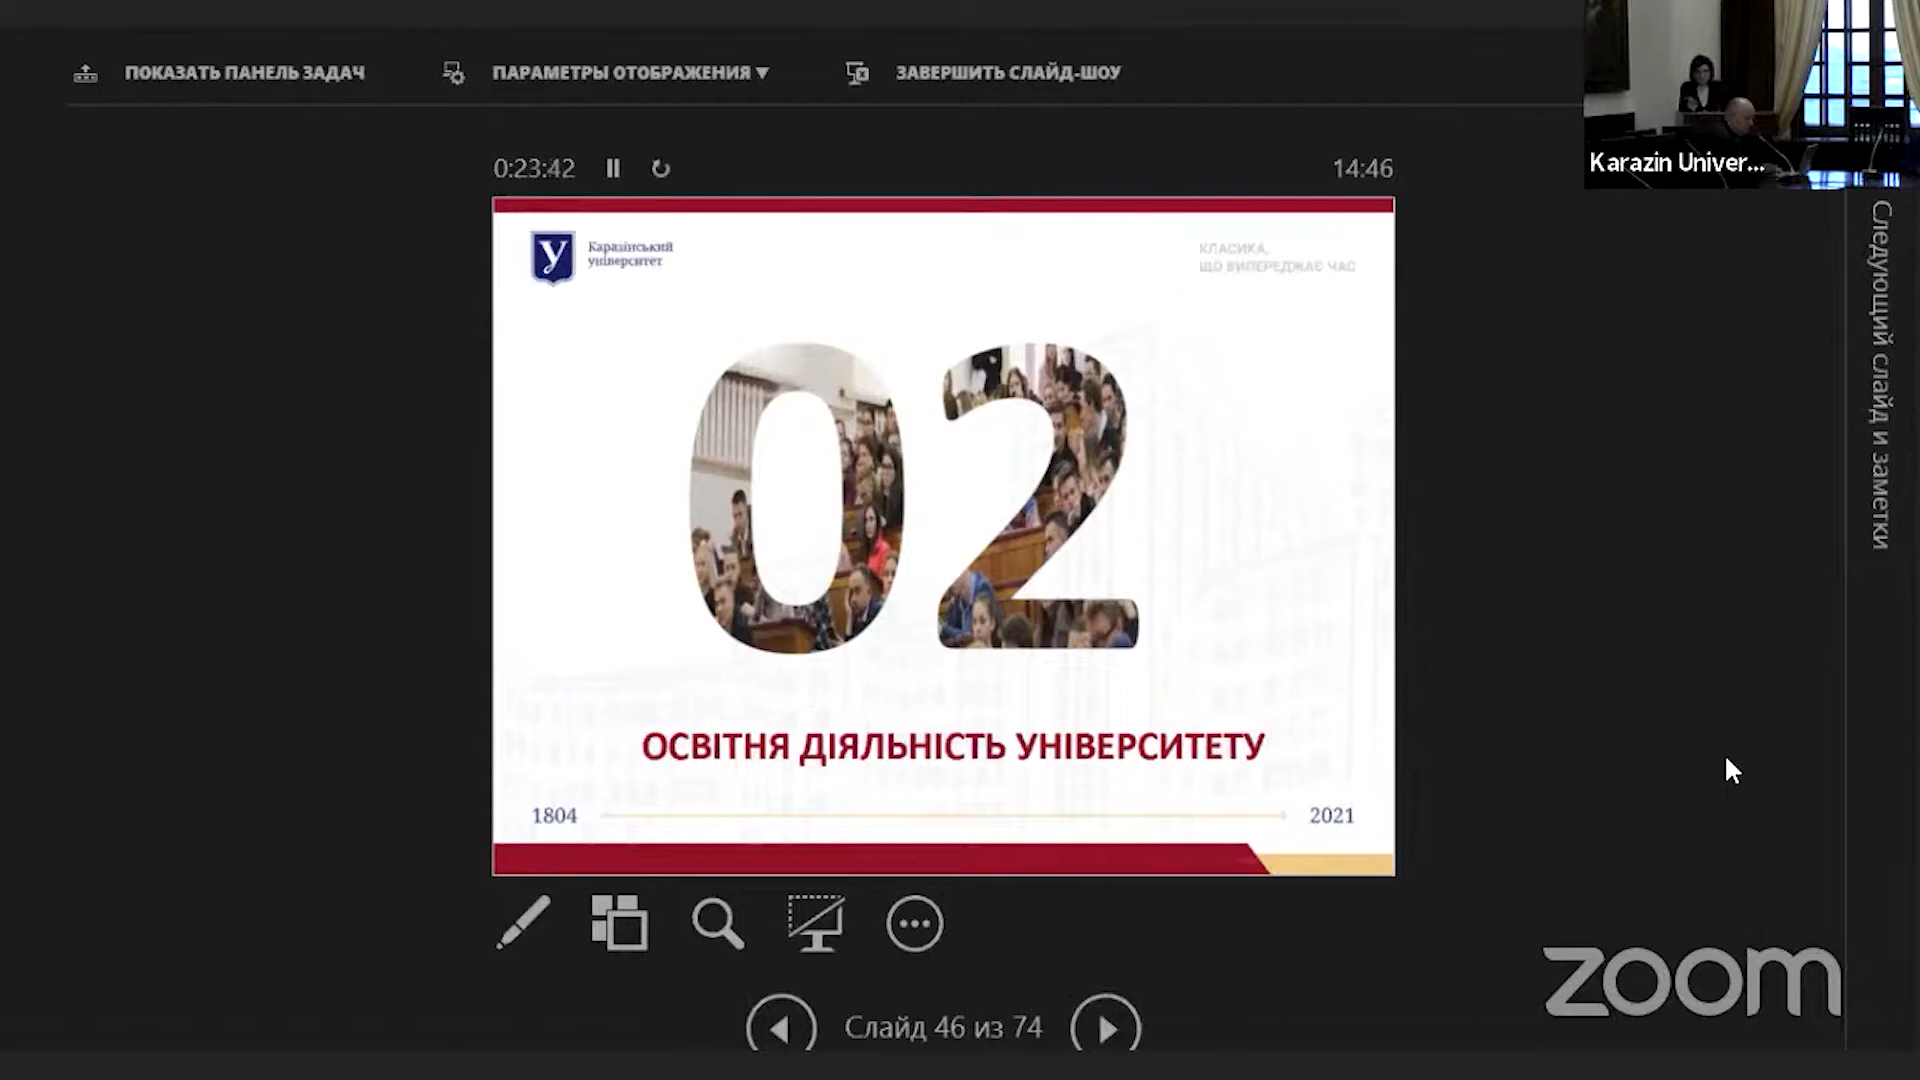 ПОКАЗАТЬ ПАНЕЛЬ ЗАДАЧ
ПАРАМЕТРЫ ОТОБРАЖЕНИЯ ▼
ЗАВЕРШИТЬ СЛАЙД-ШОУ
Karazin Univer...
0:23:42
14:46
Каразінський
університет
КЛАСИКА,
ЩО ВИПЕРЕДЖАЄ ЧАС
02
ОСВІТНЯ ДІЯЛЬНІСТЬ УНІВЕРСИТЕТУ
1804
2021
Следующий слайд и заметки
Слайд 46 из 74
zoom